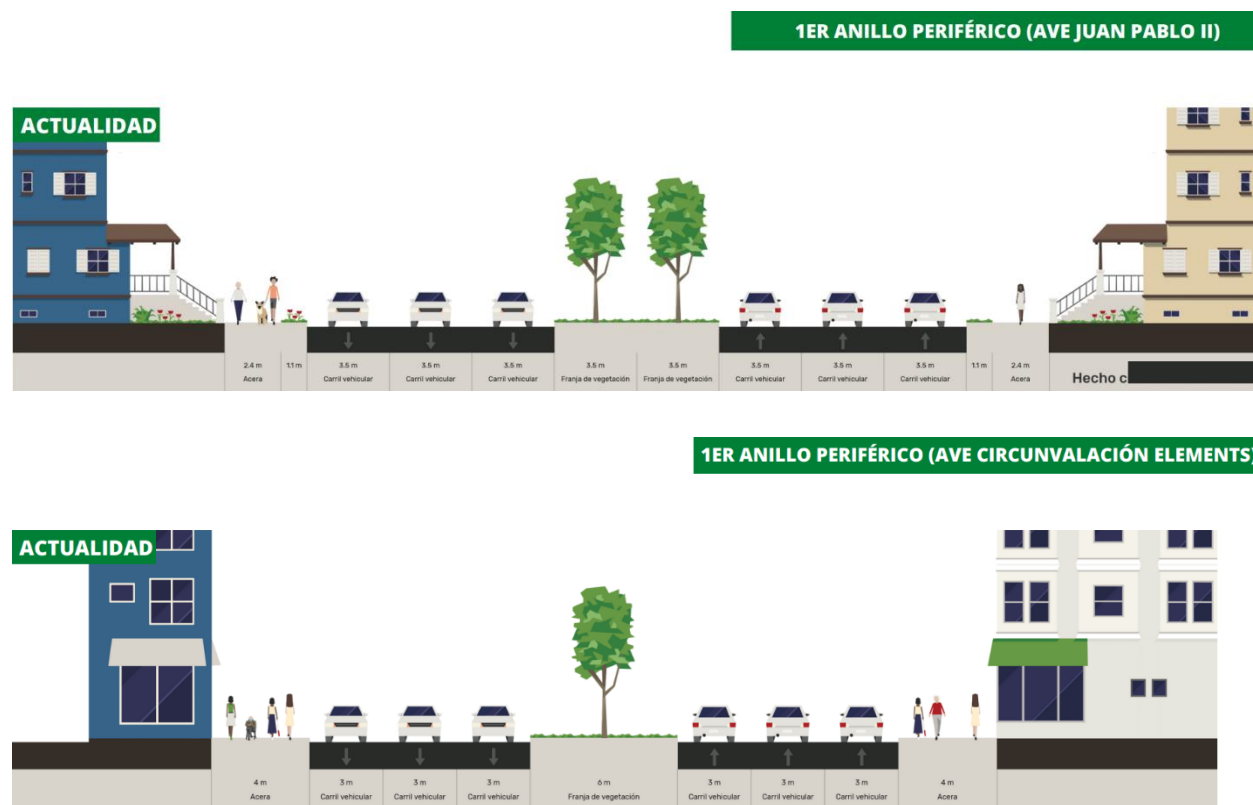 1ER ANILLO PERIFÉRICO (AVE JUAN PABLO II)
ACTUALIDAD
2.4 m 1.1 m 3.5 m 3.5 m 3.5 m 3.5 m 3.5 m 3.5 m 3.5 m 3.5 m 1.1 m 2.4 m
Acera Carril vehicular Carril vehicular Carril vehicular Franja de vegetación Franja de vegetación Carril vehicular Carril vehicular Carril vehicular Acera
Hecho
1ER ANILLO PERIFÉRICO (AVE CIRCUNVALACIÓN ELEMENTS)
ACTUALIDAD
4 m 3 m 3 m 3 m 6 m 3 m 3 m 3 m 4 m
Acera Carril vehicular Carril vehicular Carril vehicular Franja de vegetación Carril vehicular Carril vehicular Carril vehicular Acera